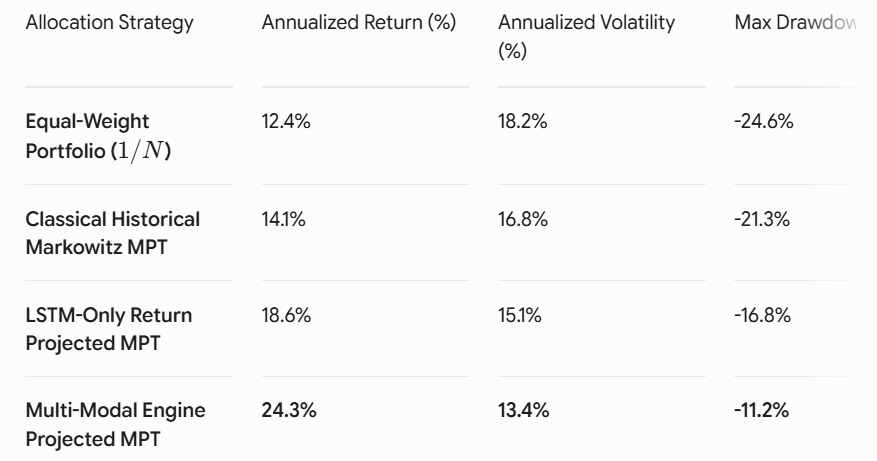 Allocation Strategy
Annualized Return (%)
Annualized Volatility
(%)
Max Drawdow
Equal-Weight
Portfolio (1/N)
12.4%
18.2%
-24.6%
Classical Historical
Markowitz MPT
14.1%
16.8%
-21.3%
LSTM-Only Return
Projected MPT
18.6%
15.1%
-16.8%
Multi-Modal Engine
Projected MPT
24.3%
13.4%
-11.2%